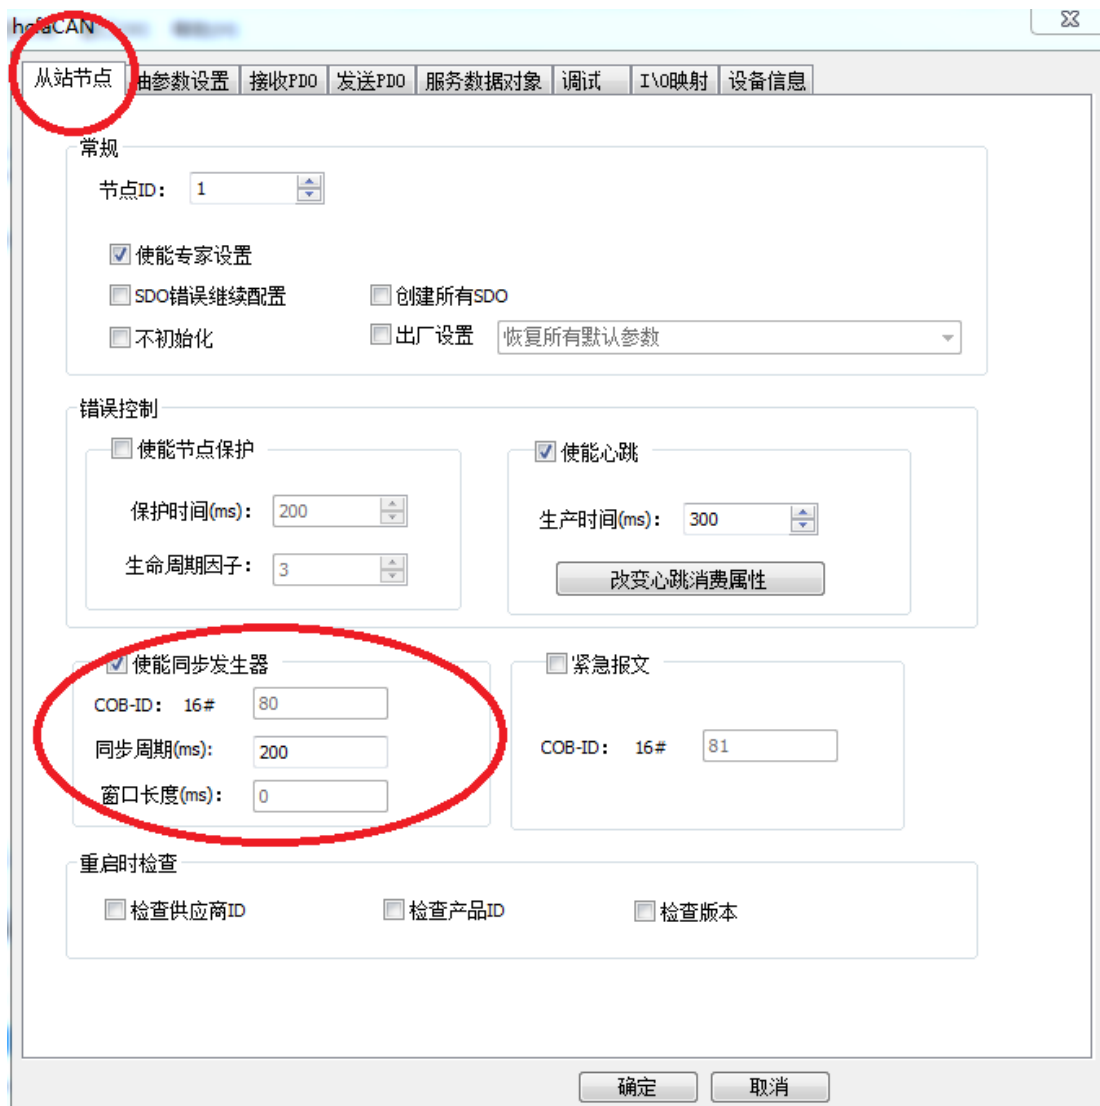 hcfaCAN
从站节点 轴参数设置 接收PDO 发送PDO 服务数据对象 调试 I\O映射 设备信息
常规
节点ID: 1
使能专家设置
SDO错误继续配置 创建所有SDO
不初始化 出厂设置 恢复所有默认参数
错误控制
使能节点保护 使能心跳
保护时间(ms): 200 生产时间(ms): 300
生命周期因子: 3 改变心跳消费属性
使能同步发生器 紧急报文
COB-ID: 16# 80
同步周期(ms): 200 COB-ID: 16# 81
窗口长度(ms): 0
重启时检查
检查供应商ID 检查产品ID 检查版本
确定 取消